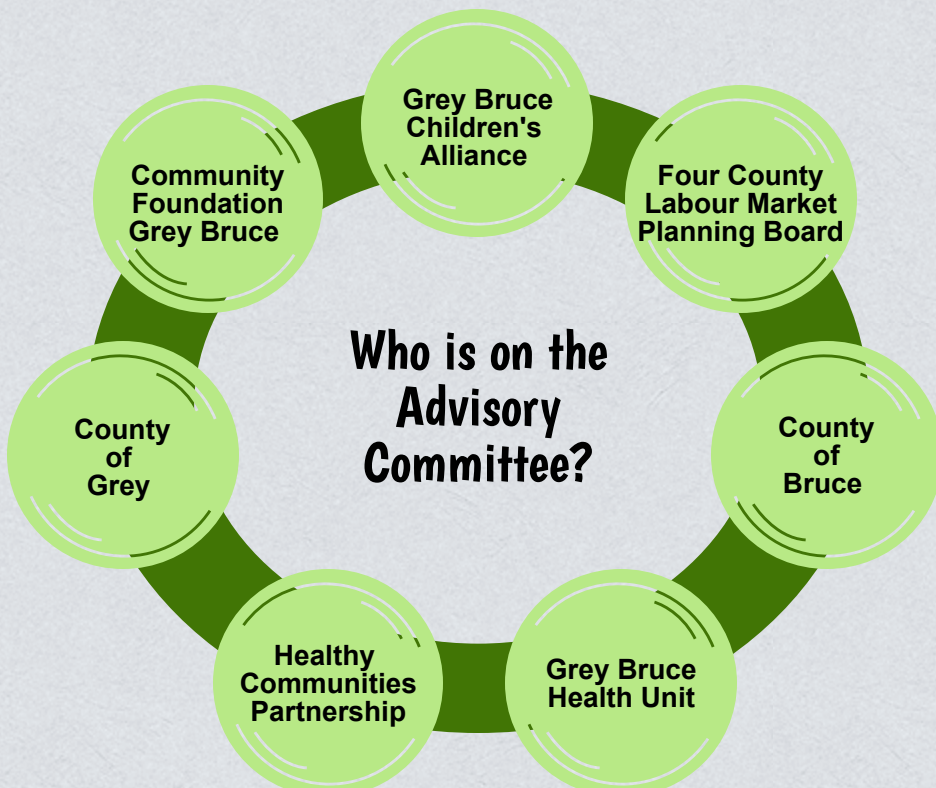 Grey Bruce
Children's
Alliance
Four County
Labour Market
Planning Board
County
of
Bruce
Grey Bruce
Health Unit
Healthy
Communities
Partnership
County
of
Grey
Community
Foundation
Grey Bruce
Who is on the
Advisory
Committee?